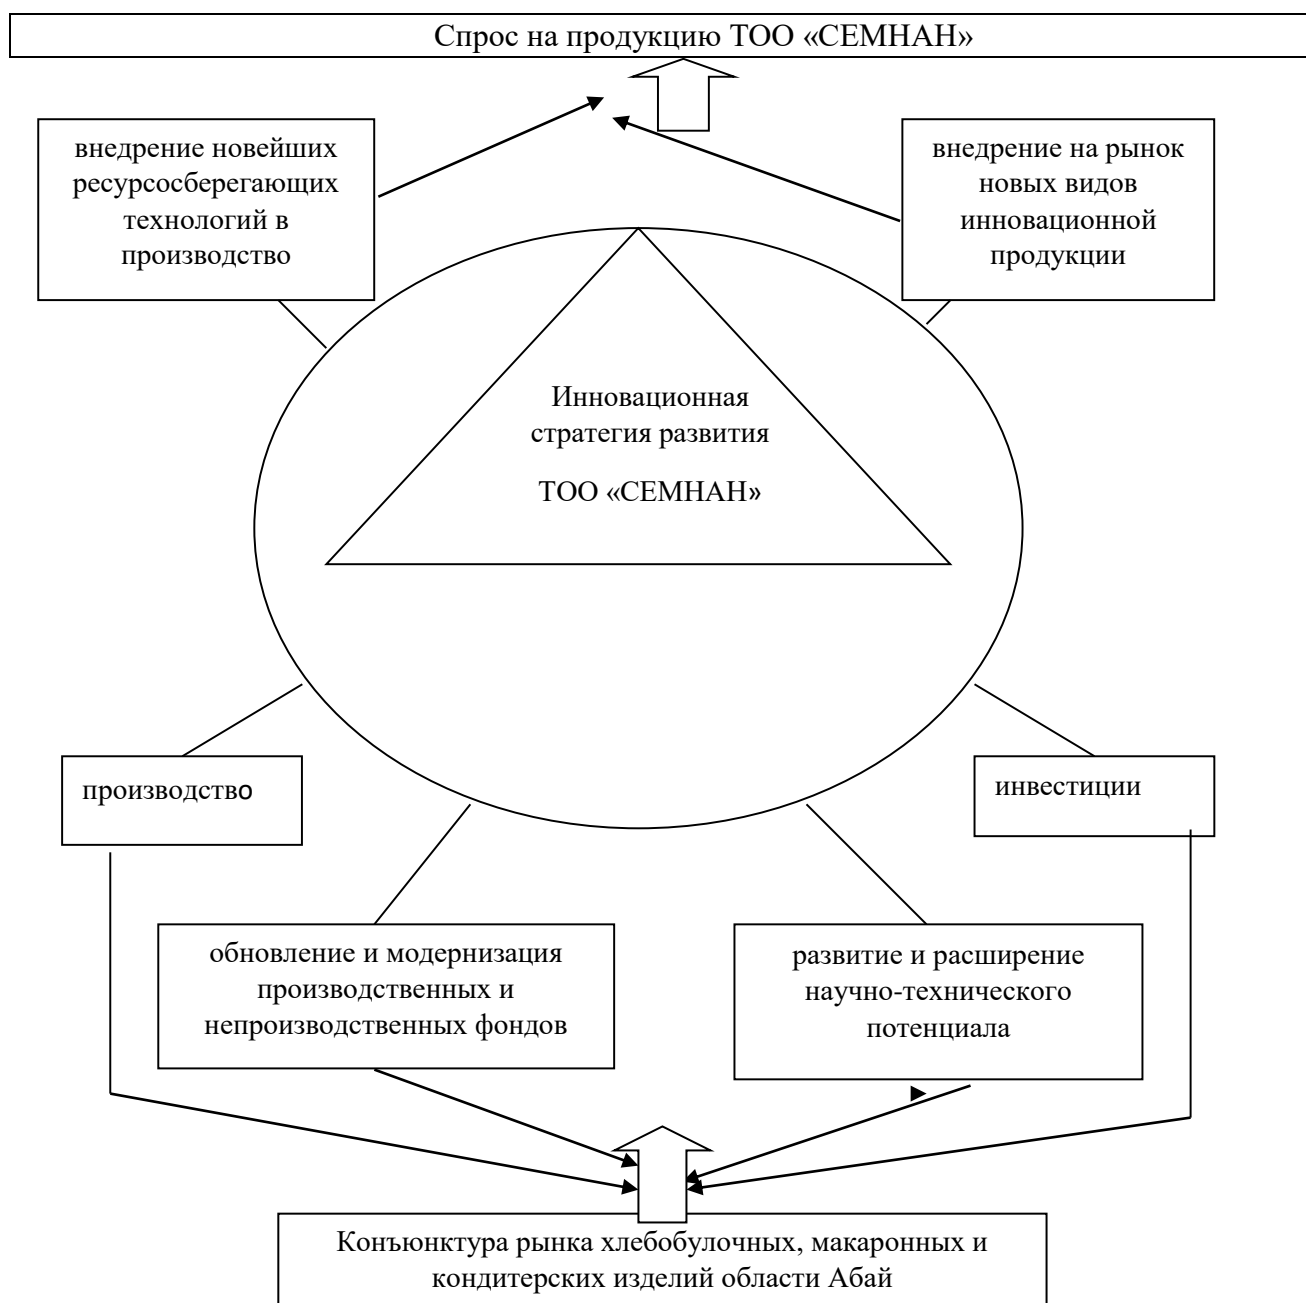 Спрос на продукцию ТОО «СЕМНАН»
внедрение новейших
ресурсосберегающих
технологий в
производство
внедрение на рынок
новых видов
инновационной
продукции
Инновационная
стратегия развития
ТОО «СЕМНАН»
производство
инвестиции
обновление и модернизация
производственных и
непроизводственных фондов
развитие и расширение
научно-технического
потенциала
Конъюнктура рынка хлебобулочных, макаронных и
кондитерских изделий области Абай